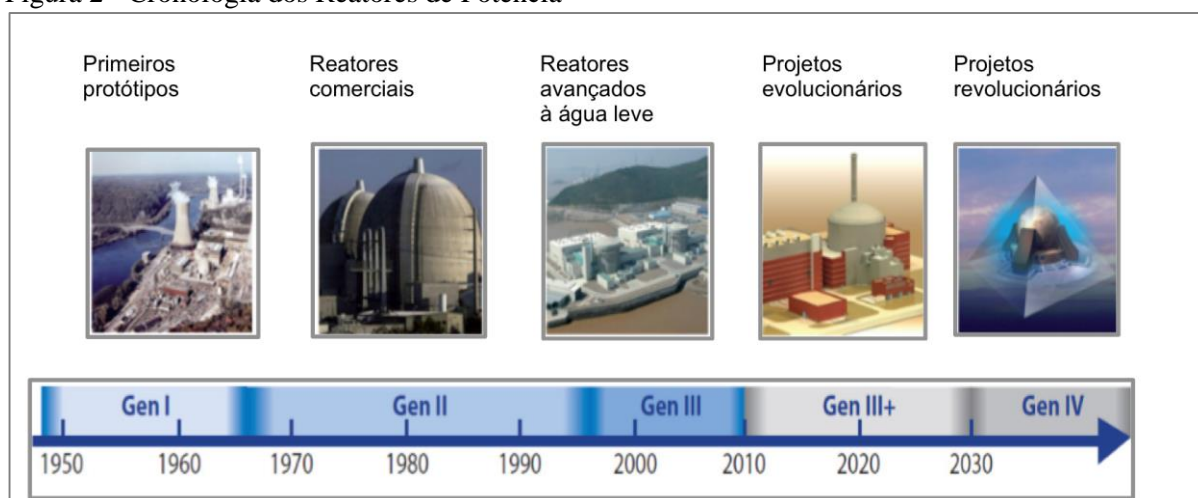 Figura 2 - Cronologia dos Reatores de Potência
Primeiros
protótipos
Reatores
comerciais
Reatores
avançados
à água leve
Projetos
evolucionários
Projetos
revolucionários
Gen I
Gen II
Gen III
Gen III+
Gen IV
1950
1960
1970
1980
1990
2000
2010
2020
2030